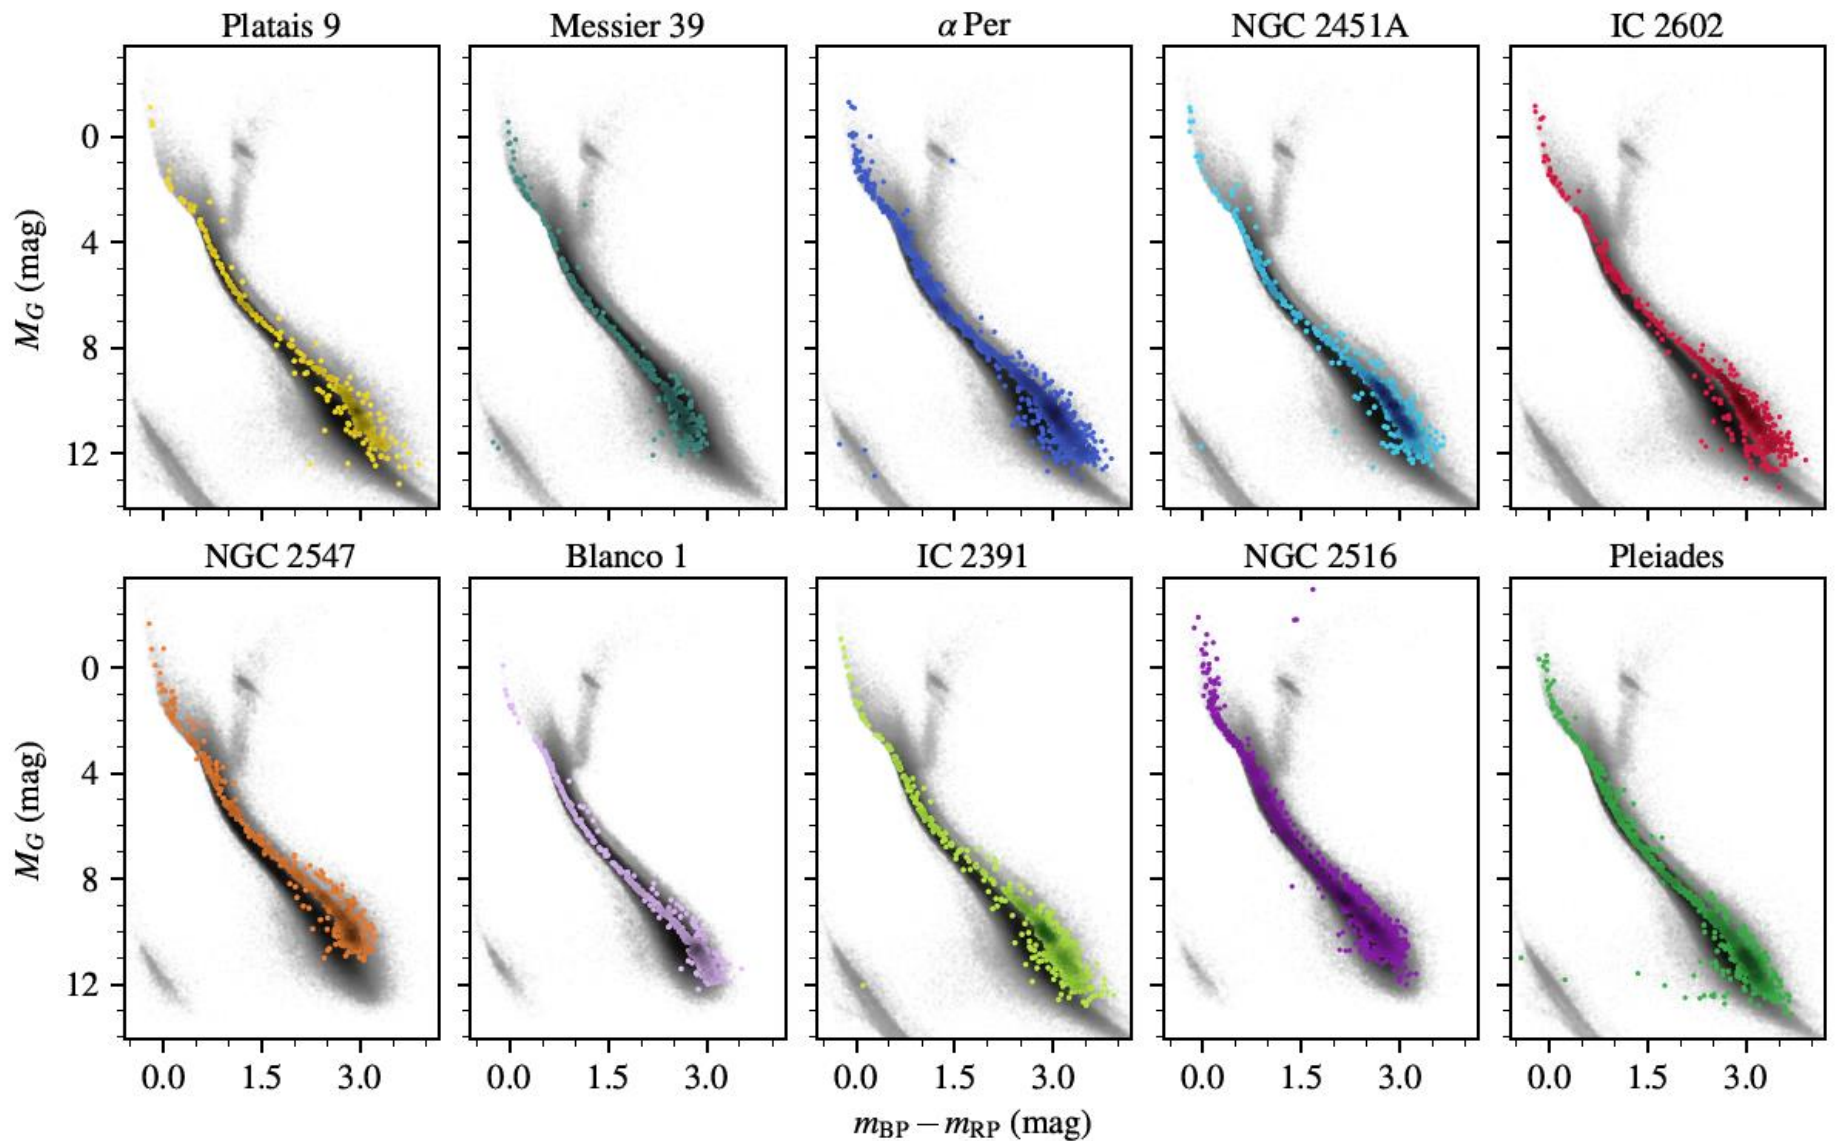 Platais 9 Messier 39 α Per NGC 2451A IC 2602
0
4
8
12
M_G (mag)
NGC 2547 Blanco 1 IC 2391 NGC 2516 Pleiades
0
4
8
12
M_G (mag)
0.0 1.5 3.0 0.0 1.5 3.0 0.0 1.5 3.0 0.0 1.5 3.0 0.0 1.5 3.0
m_BP − m_RP (mag)